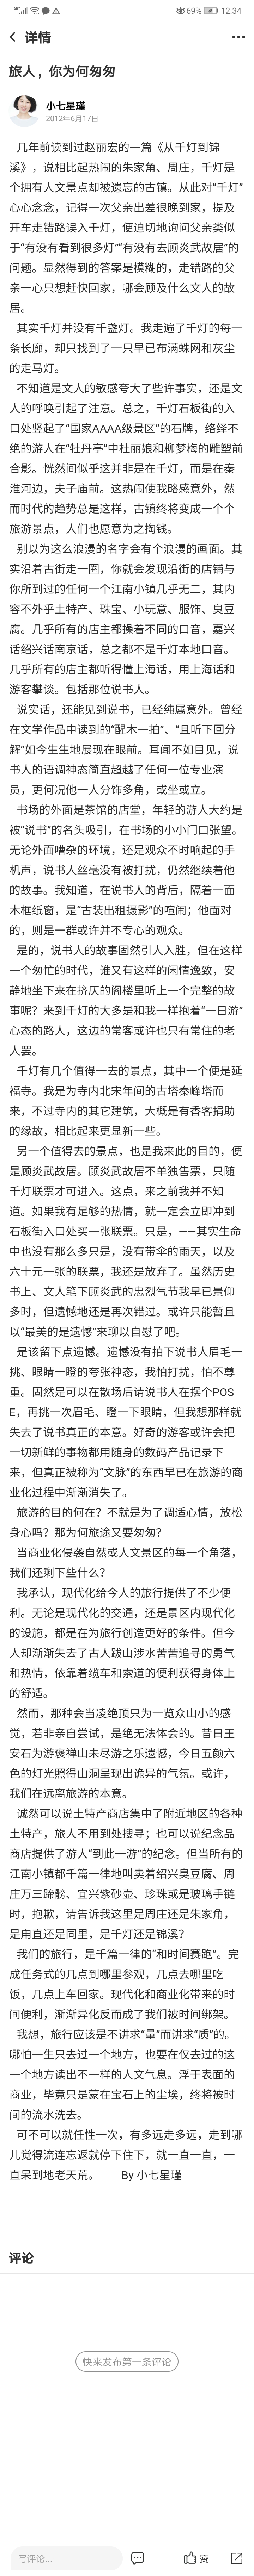 69% 12:34
详情
旅人，你为何匆匆
小七星瑾
2012年6月17日
几年前读到过赵丽宏的一篇《从千灯到锦
溪》，说相比起热闹的朱家角、周庄，千灯是
个拥有人文景点却被遗忘的古镇。从此对“千灯”
心心念念，记得一次父亲出差很晚到家，提及
开车走错路误入千灯，便迫切地询问父亲类似
于“有没有看到很多灯”“有没有去顾炎武故居”的
问题。显然得到的答案是模糊的，走错路的父
亲一心只想赶快回家，哪会顾及什么文人的故
居。
其实千灯并没有千盏灯。我走遍了千灯的每一
条长廊，却只找到了一只早已布满蛛网和灰尘
的走马灯。
不知道是文人的敏感夸大了些许事实，还是文
人的呼唤引起了注意。总之，千灯石板街的入
口处竖起了“国家AAAA级景区”的石牌，络绎不
绝的游人在“牡丹亭”中杜丽娘和柳梦梅的雕塑前
合影。恍然间似乎这并非是在千灯，而是在秦
淮河边，夫子庙前。这热闹使我略感意外，然
而时代的趋势总是这样，古镇终将变成一个个
旅游景点，人们也愿意为之掏钱。
别以为这么浪漫的名字会有个浪漫的画面。其
实沿着古街走一圈，你就会发现沿街的店铺与
你所到过的任何一个江南小镇几乎无二，其内
容不外乎土特产、珠宝、小玩意、服饰、臭豆
腐。几乎所有的店主都操着不同的口音，嘉兴
话绍兴话南京话，总之都不是千灯本地口音。
几乎所有的店主都听得懂上海话，用上海话和
游客攀谈。包括那位说书人。
说实话，还能见到说书，已经纯属意外。曾经
在文学作品中读到的“醒木一拍”、“且听下回分
解”如今生生地展现在眼前。耳闻不如目见，说
书人的语调神态简直超越了任何一位专业演
员，更何况他一人分饰多角，或坐或立。
书场的外面是茶馆的店堂，年轻的游人大约是
被“说书”的名头吸引，在书场的小小门口张望。
无论外面嘈杂的环境，还是观众不时响起的手
机声，说书人丝毫没有被打扰，仍然继续着他
的故事。我知道，在说书人的背后，隔着一面
木框纸窗，是“古装出租摄影”的喧闹；他面对
的，则是一群或许并不专心的观众。
是的，说书人的故事固然引人入胜，但在这样
一个匆忙的时代，谁又有这样的闲情逸致，安
静地坐下来在挤仄的阁楼里听上一个完整的故
事呢？来到千灯的大多是和我一样抱着“一日游”
心态的路人，这边的常客或许也只有常住的老
人罢。
千灯有几个值得一去的景点，其中一个便是延
福寺。我是为寺内北宋年间的古塔秦峰塔而
来，不过寺内的其它建筑，大概是有香客捐助
的缘故，相比起来更显新一些。
另一个值得去的景点，也是我来此的目的，便
是顾炎武故居。顾炎武故居不单独售票，只随
千灯联票才可进入。这点，来之前我并不知
道。如果我有足够的热情，就一定会立即冲到
石板街入口处买一张联票。只是，——其实生命
中也没有那么多只是，没有带伞的雨天，以及
六十元一张的联票，我还是放弃了。虽然历史
书上、文人笔下顾炎武的忠烈气节我早已景仰
多时，但遗憾地还是再次错过。或许只能暂且
以“最美的是遗憾”来聊以自慰了吧。
是该留下点遗憾。遗憾没有拍下说书人眉毛一
挑、眼睛一瞪的夸张神态，我怕打扰，怕不尊
重。固然是可以在散场后请说书人在摆个POS
E，再挑一次眉毛、瞪一下眼睛，但我想那样就
失去了说书真正的本意。好奇的游客或许会把
一切新鲜的事物都用随身的数码产品记录下
来，但真正被称为“文脉”的东西早已在旅游的商
业化过程中渐渐消失了。
旅游的目的何在？不就是为了调适心情，放松
身心吗？那为何旅途又要匆匆？
当商业化侵袭自然或人文景区的每一个角落，
我们还剩下些什么？
我承认，现代化给今人的旅行提供了不少便
利。无论是现代化的交通，还是景区内现代化
的设施，都是在为旅行创造更好的条件。但今
人却渐渐失去了古人跋山涉水苦苦追寻的勇气
和热情，依靠着缆车和索道的便利获得身体上
的舒适。
然而，那种会当凌绝顶只为一览众山小的感
觉，若非亲自尝试，是绝无法体会的。昔日王
安石为游褒禅山未尽游之乐遗憾，今日五颜六
色的灯光照得山洞呈现出诡异的气氛。或许，
我们在远离旅游的本意。
诚然可以说土特产商店集中了附近地区的各种
土特产，旅人不用到处搜寻；也可以说纪念品
商店提供了游人“到此一游”的纪念。但当所有的
江南小镇都千篇一律地叫卖着绍兴臭豆腐、周
庄万三蹄髈、宜兴紫砂壶、珍珠或是玻璃手链
时，抱歉，请告诉我这里是周庄还是朱家角，
是甪直还是同里，是千灯还是锦溪？
我们的旅行，是千篇一律的“和时间赛跑”。完
成任务式的几点到哪里参观，几点去哪里吃
饭，几点上车回家。现代化和商业化带来的时
间便利，渐渐异化反而成了我们被时间绑架。
我想，旅行应该是不讲求“量”而讲求“质”的。
哪怕一生只去过一个地方，也要在仅去过的这
一个地方读出不一样的人文气息。浮于表面的
商业，毕竟只是蒙在宝石上的尘埃，终将被时
间的流水洗去。
可不可以就任性一次，有多远走多远，走到哪
儿觉得流连忘返就停下住下，就一直一直，一
直呆到地老天荒。 By 小七星瑾
评论
快来发布第一条评论
写评论...
赞